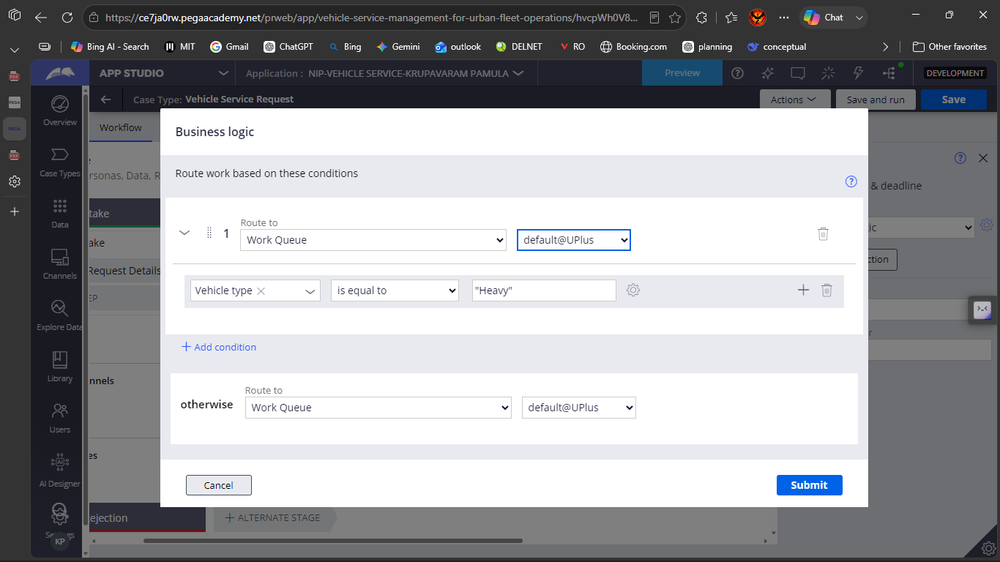 https://ce7ja0rw.pegaacademy.net/prweb/app/vehicle-service-management-for-urban-fleet-operations/hvcpWh0V8...
Chat
Bing AI - Search
MIT
Gmail
ChatGPT
Bing
Gemini
outlook
DELNET
RO
Booking.com
planning
conceptual
Other favorites
APP STUDIO
Application : NIP-VEHICLE SERVICE-KRUPAVARAM PAMULA
Preview
DEVELOPMENT
Case Type: Vehicle Service Request
Actions
Save and run
Save
Overview
Case Types
Data
Channels
Explore Data
Library
Users
AI Designer
KP
Workflow
rsonas, Data, R
take
ake
Request Details
EP
nnels
es
ejection
ALTERNATE STAGE
Business logic
Route work based on these conditions
1
Route to
Work Queue
default@UPlus
Vehicle type
is equal to
"Heavy"
Add condition
otherwise
Route to
Work Queue
default@UPlus
Cancel
Submit
& deadline
ic
ction
r
PDF
PEGA
PEGA
PDF